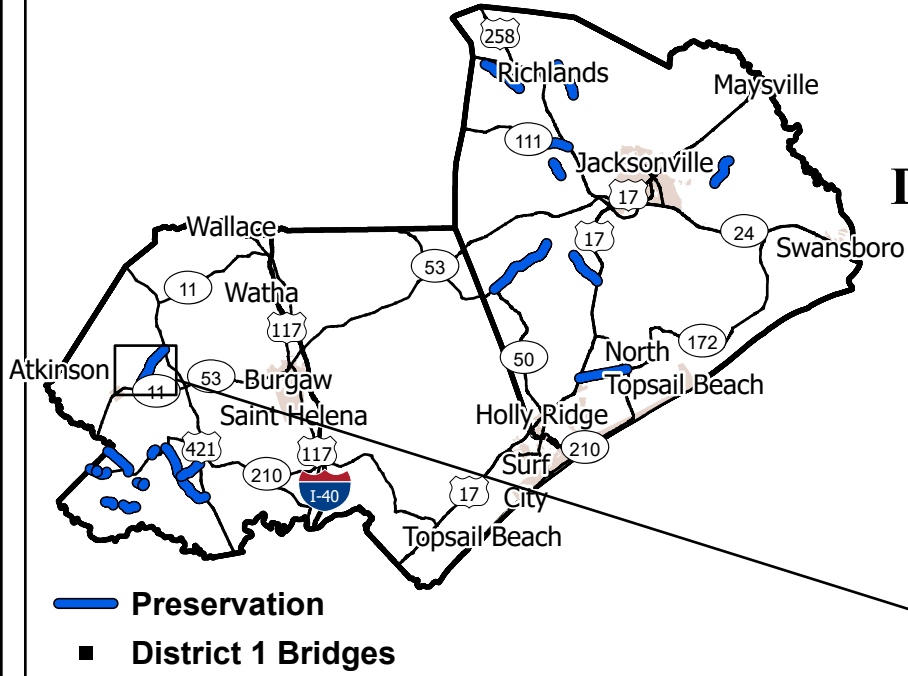 258
Richlands
Maysville
111
Jacksonville
17
D
17
24
Swansboro
Wallace
53
11
Watha
117
50
172
North
Topsail Beach
Atkinson
11
53
Burgaw
Saint Helena
Holly Ridge
421
117
210
210
Surf
City
I-40
17
Topsail Beach
Preservation
District 1 Bridges